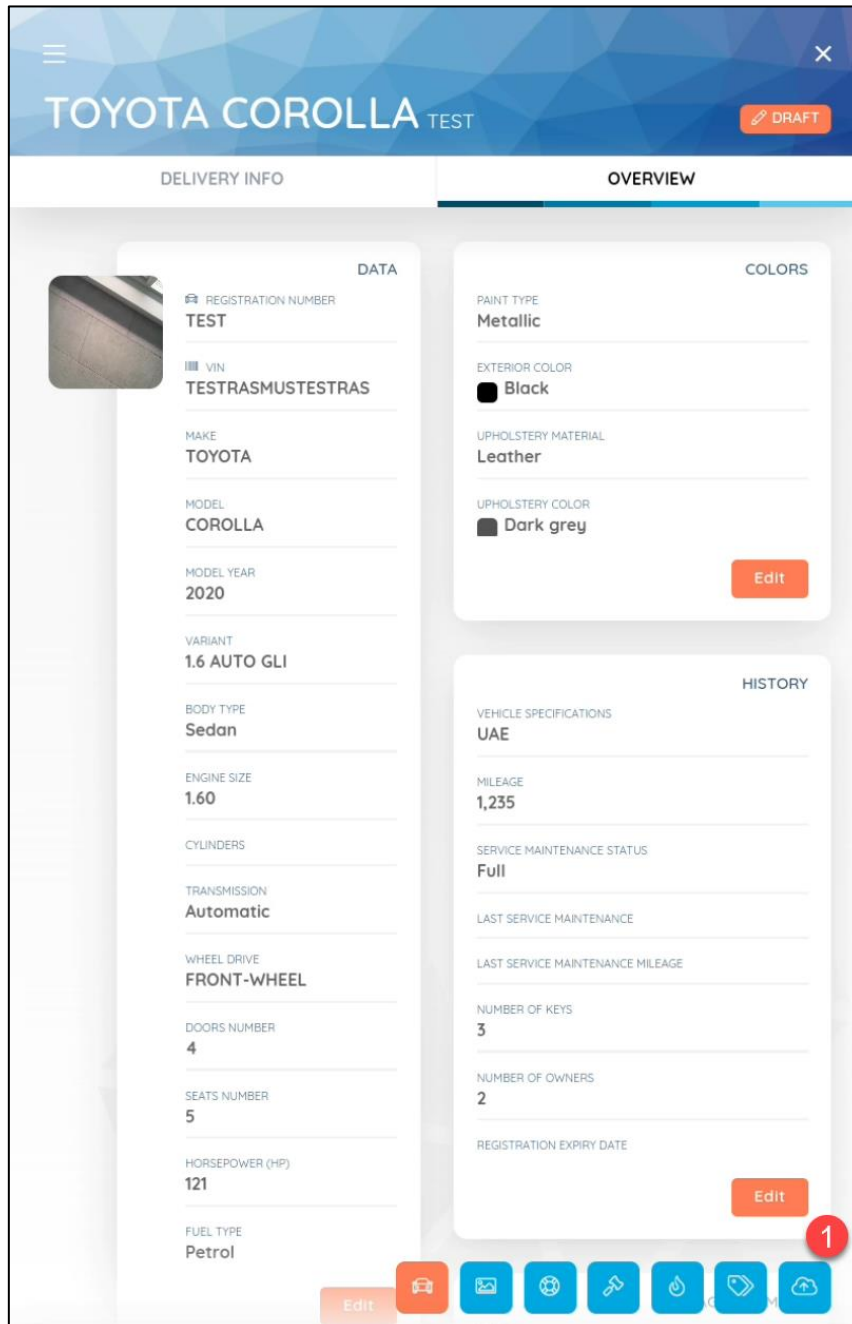 TOYOTA COROLLA TEST
DRAFT
DELIVERY INFO
OVERVIEW
DATA
REGISTRATION NUMBER
TEST
VIN
TESTRASMUSTESTRAS
MAKE
TOYOTA
MODEL
COROLLA
MODEL YEAR
2020
VARIANT
1.6 AUTO GLI
BODY TYPE
Sedan
ENGINE SIZE
1.60
CYLINDERS
TRANSMISSION
Automatic
WHEEL DRIVE
FRONT-WHEEL
DOORS NUMBER
4
SEATS NUMBER
5
HORSEPOWER (HP)
121
FUEL TYPE
Petrol
Edit
COLORS
PAINT TYPE
Metallic
EXTERIOR COLOR
Black
UPHOLSTERY MATERIAL
Leather
UPHOLSTERY COLOR
Dark grey
Edit
HISTORY
VEHICLE SPECIFICATIONS
UAE
MILEAGE
1,235
SERVICE MAINTENANCE STATUS
Full
LAST SERVICE MAINTENANCE
LAST SERVICE MAINTENANCE MILEAGE
NUMBER OF KEYS
3
NUMBER OF OWNERS
2
REGISTRATION EXPIRY DATE
Edit
1